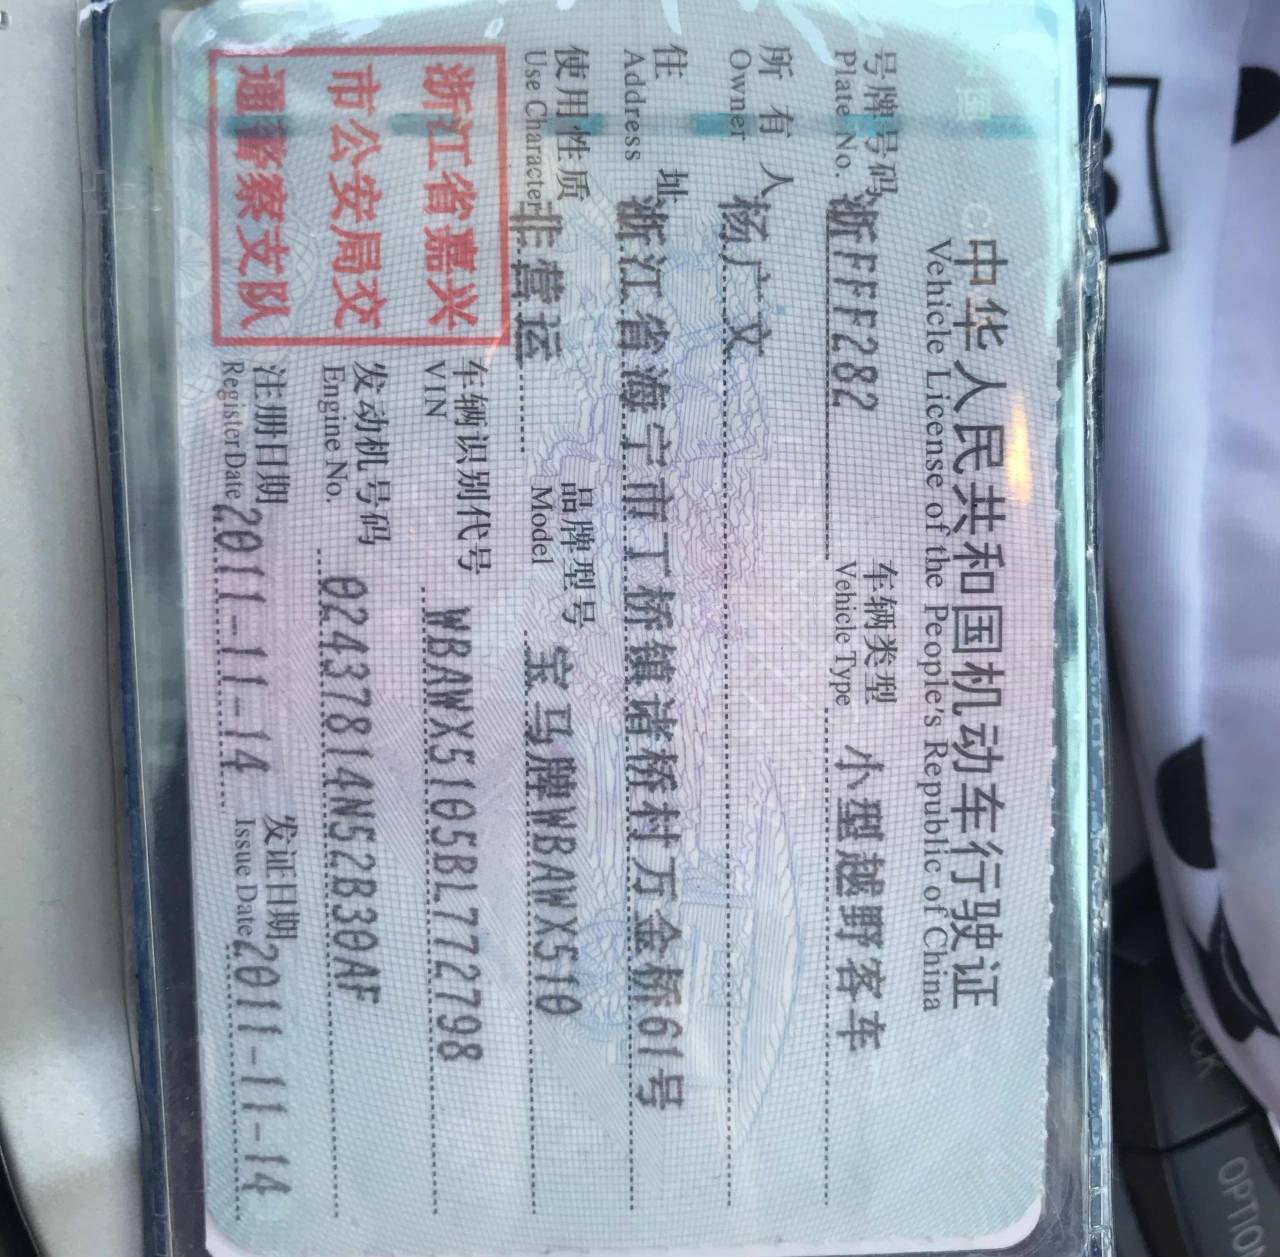 中华人民共和国机动车行驶证
Vehicle License of the People's Republic of China
号牌号码 浙FFF282 车辆类型 小型越野客车
Plate No. Vehicle Type
所有人 杨广文
Owner
住址 浙江省海宁市丁桥镇诸桥村万金桥61号
Address
使用性质 非营运 品牌型号 宝马牌WBAWX510
Use Character Model
浙江省嘉兴
市公安局交
通警察支队
车辆识别代号 WBAWX5105BL772798
VIN
发动机号码 02437814N52B30AF
Engine No.
注册日期 2011-11-14 发证日期 2011-11-14
Register Date Issue Date
OPTION